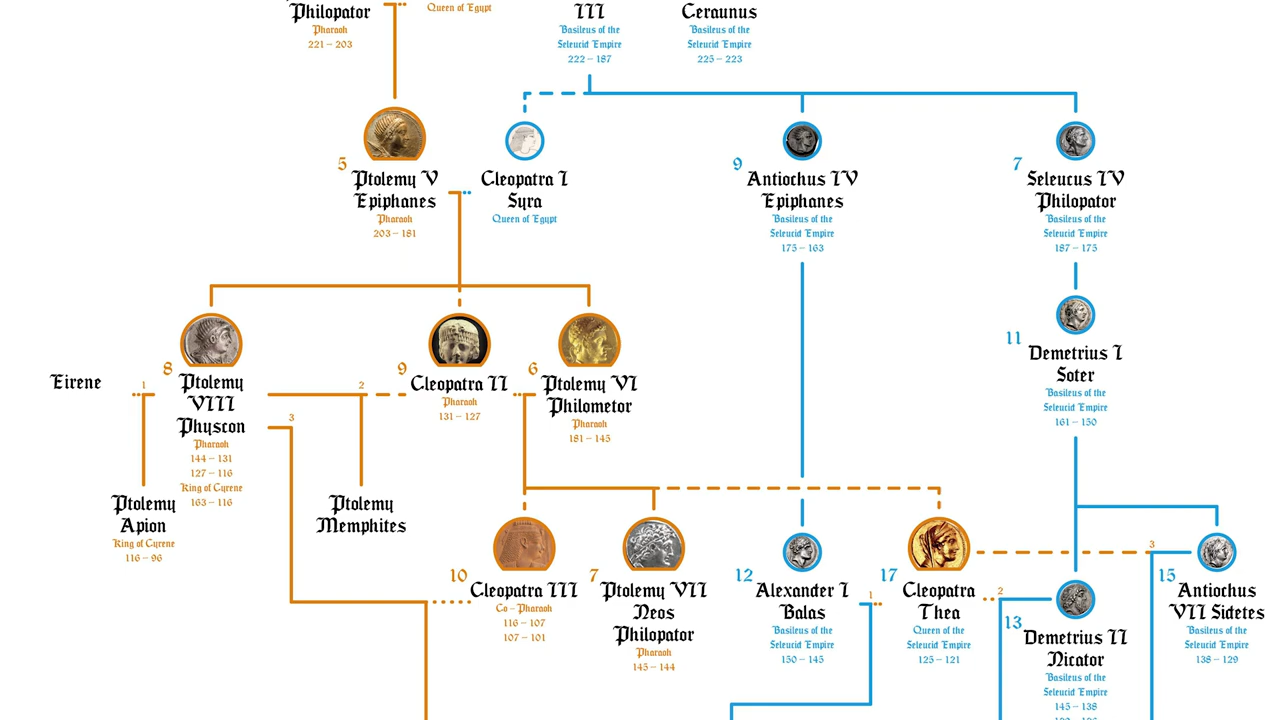 Philopator
Pharaoh
221 – 203
Queen of Egypt
III
Basileus of the
Seleucid Empire
222 – 187
Ceraunus
Basileus of the
Seleucid Empire
225 – 223
5
Ptolemy V
Epiphanes
Pharaoh
203 – 181
Cleopatra I
Syra
Queen of Egypt
9
Antiochus IV
Epiphanes
Basileus of the
Seleucid Empire
175 – 163
7
Seleucus IV
Philopator
Basileus of the
Seleucid Empire
187 – 175
11
Demetrius I
Soter
Basileus of the
Seleucid Empire
161 – 150
Eirene
1
8
Ptolemy
VIII
Physcon
Pharaoh
144 – 131
127 – 116
King of Cyrene
163 – 116
2
3
9
Cleopatra II
Pharaoh
131 – 127
6
Ptolemy VI
Philometor
Pharaoh
181 – 145
Ptolemy
Apion
King of Cyrene
116 – 96
Ptolemy
Memphites
10
Cleopatra III
Co – Pharaoh
116 – 107
107 – 101
7
Ptolemy VII
Neos
Philopator
Pharaoh
145 – 144
12
Alexander I
Balas
Basileus of the
Seleucid Empire
150 – 145
1
17
Cleopatra
Thea
Queen of the
Seleucid Empire
125 – 121
2
13
Demetrius II
Nicator
Basileus of the
Seleucid Empire
145 – 138
3
15
Antiochus
VII Sidetes
Basileus of the
Seleucid Empire
138 – 129